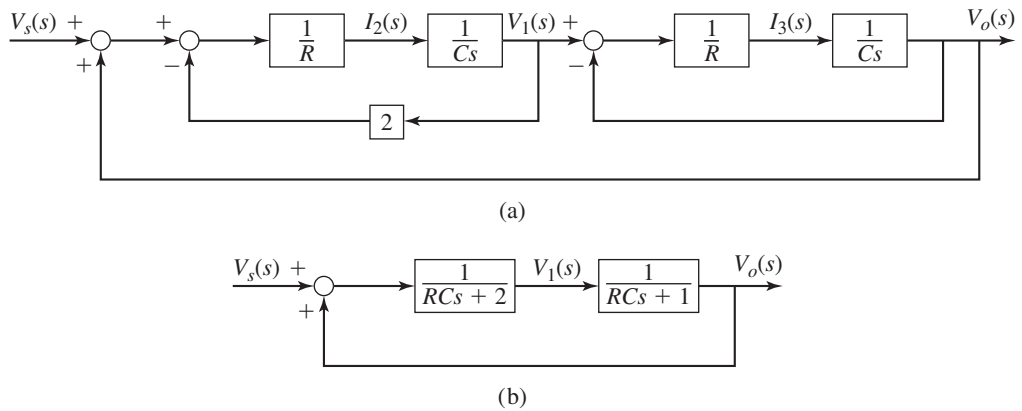 V_s(s) + + I_2(s) V_1(s) + I_3(s) V_o(s)
1/R 1/Cs 1/R 1/Cs
+ − −
2
(a)
V_s(s) + V_1(s) V_o(s)
1/(RCs + 2) 1/(RCs + 1)
+
(b)